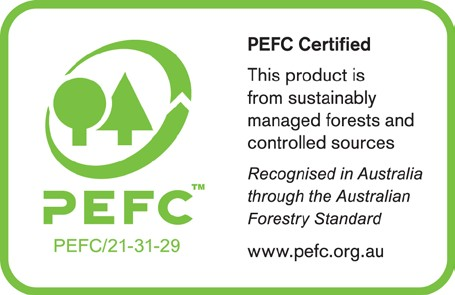 PEFC™
PEFC/21-31-29
PEFC Certified
This product is
from sustainably
managed forests and
controlled sources
Recognised in Australia
through the Australian
Forestry Standard
www.pefc.org.au